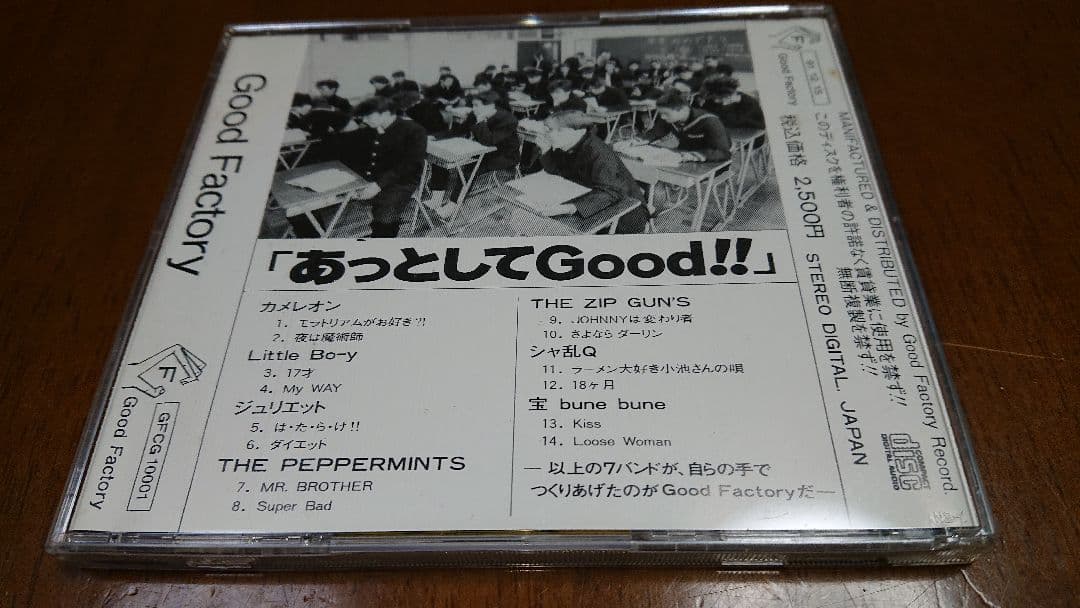 Good Factory
「あっとしてGood!!」
カメレオン
1. モラトリアムがお好き?!
2. 夜は魔術師
Little Bo-y
3. 17才
4. My WAY
ジュリエット
5. は・た・ら・け!!
6. ダイエット
THE PEPPERMINTS
7. MR. BROTHER
8. Super Bad
THE ZIP GUN'S
9. JOHNNYは変わり者
10. さよなら ダーリン
シャ乱Q
11. ラーメン大好き小池さんの唄
12. 18ヶ月
宝 bune bune
13. Kiss
14. Loose Woman
— 以上の7バンドが、自らの手で
つくりあげたのがGood Factoryだ—
F
Good Factory
GFCG-10001
F
Good Factory
91.12.15
税込価格 2,500円 STEREO DIGITAL. JAPAN
MANIFACTURED & DISTRIBUTED by Good Factory Record.
このディスクを権利者の許諾なく賃貸業に使用を禁ず!!
無断複製を禁ず!!
COMPACT
disc
DIGITAL AUDIO